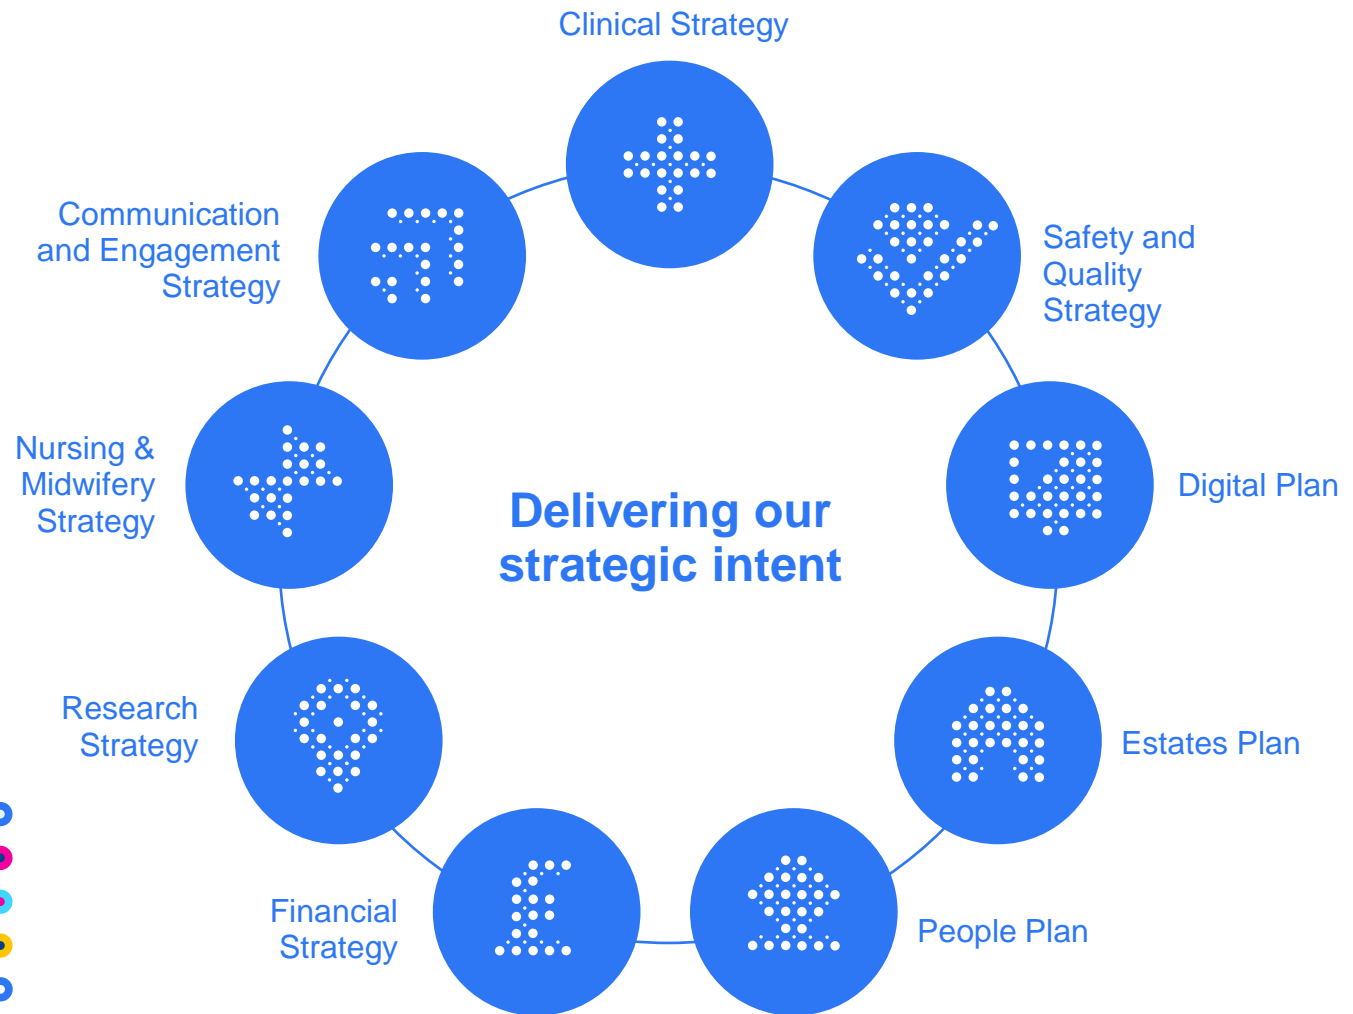 Clinical Strategy
Communication
and Engagement
Strategy
Safety and
Quality
Strategy
Nursing &
Midwifery
Strategy
Digital Plan
Delivering our
strategic intent
Research
Strategy
Estates Plan
Financial
Strategy
People Plan